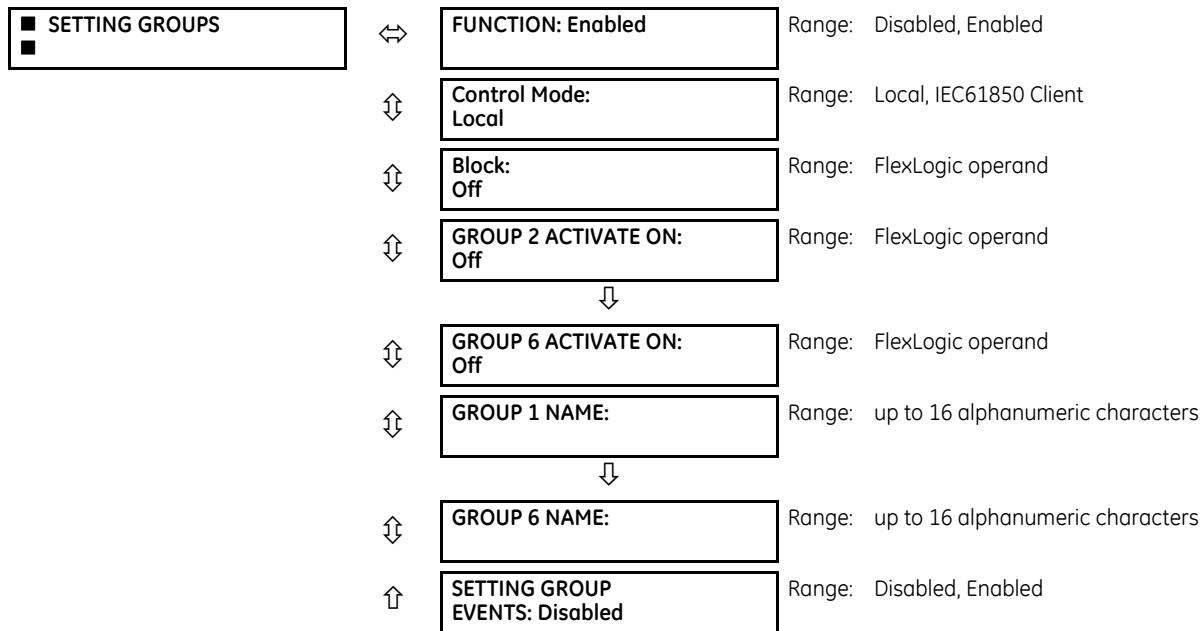 ■ SETTING GROUPS
■
FUNCTION: Enabled
Range: Disabled, Enabled
Control Mode:
Local
Range: Local, IEC61850 Client
Block:
Off
Range: FlexLogic operand
GROUP 2 ACTIVATE ON:
Off
Range: FlexLogic operand
GROUP 6 ACTIVATE ON:
Off
Range: FlexLogic operand
GROUP 1 NAME:
Range: up to 16 alphanumeric characters
GROUP 6 NAME:
Range: up to 16 alphanumeric characters
SETTING GROUP
EVENTS: Disabled
Range: Disabled, Enabled